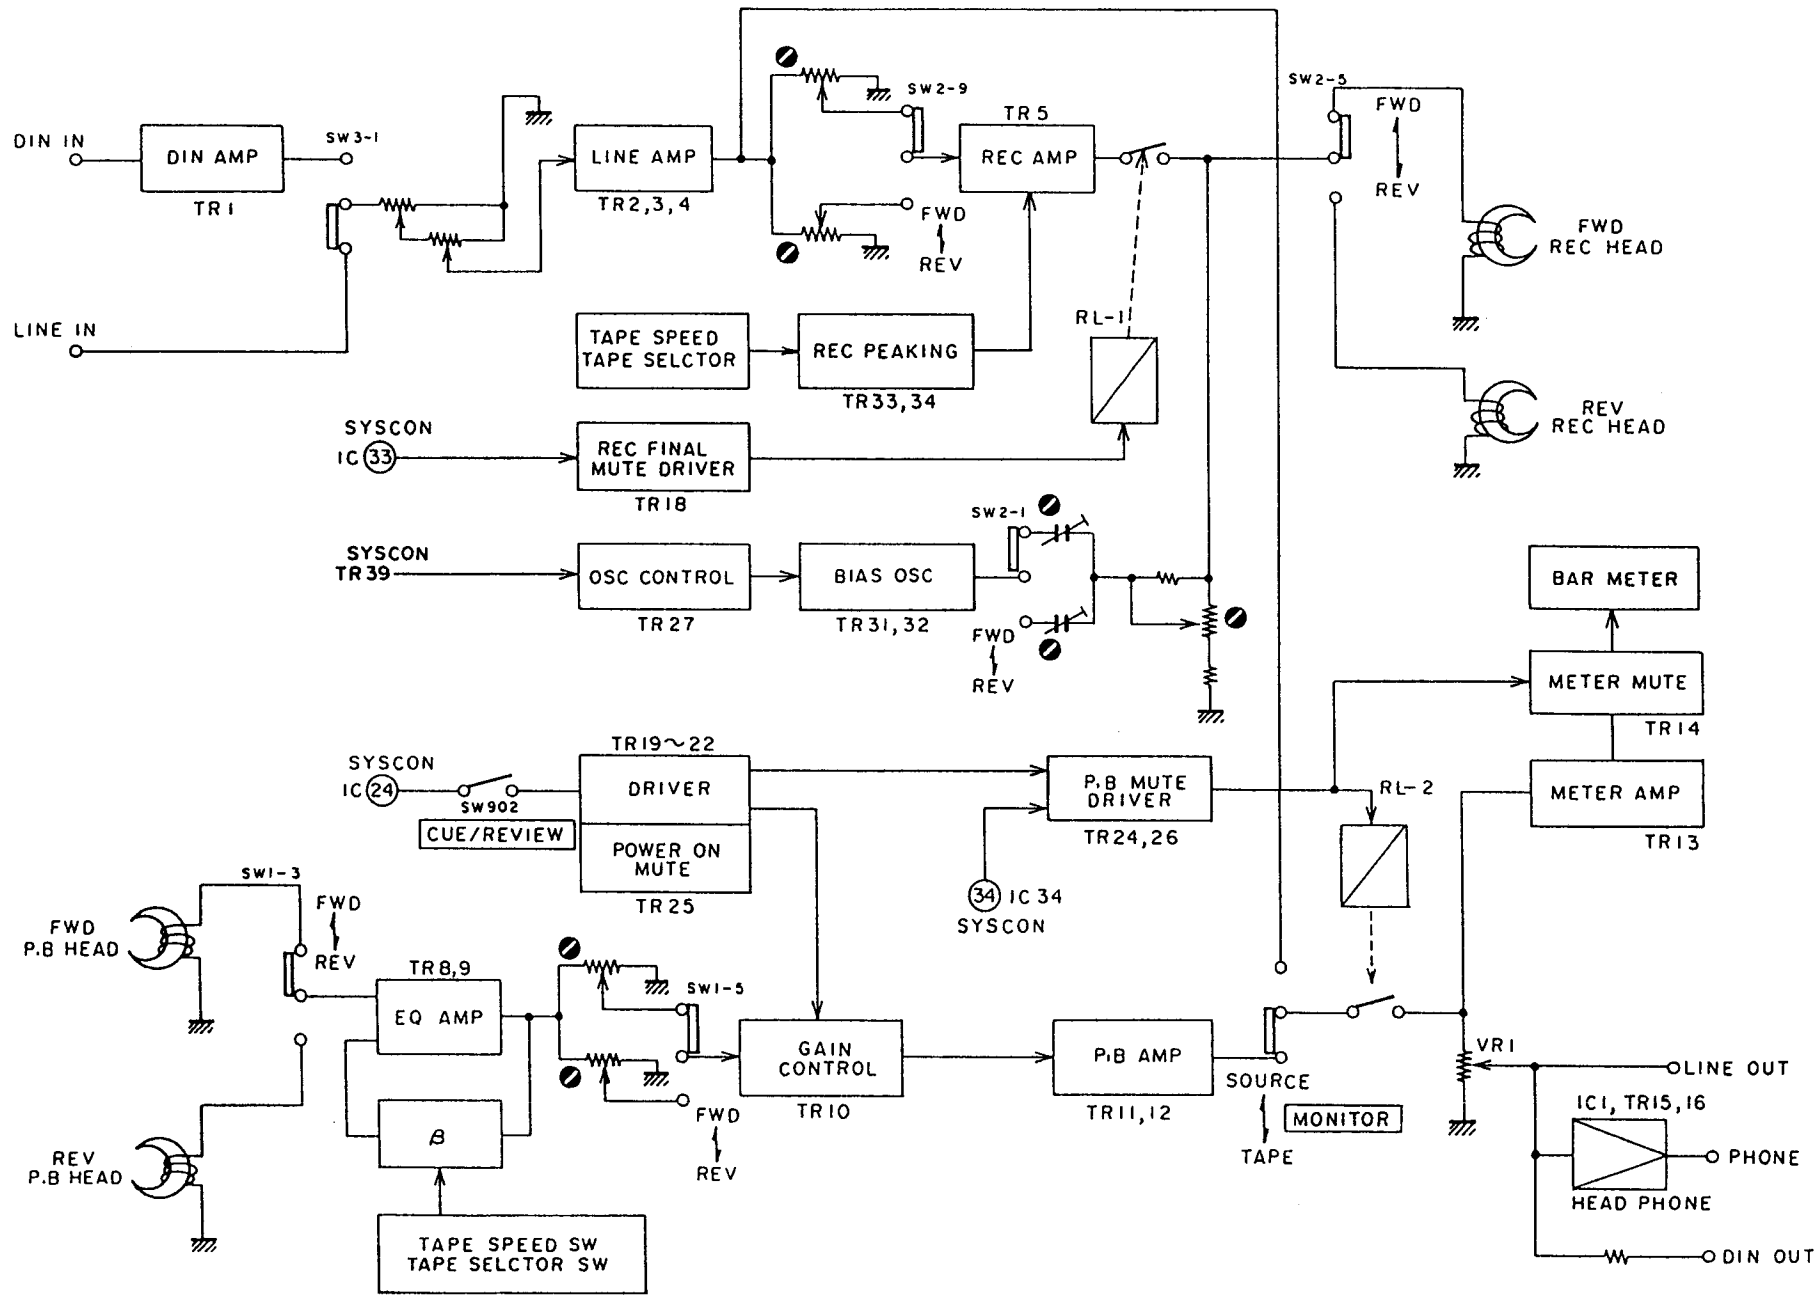 DIN IN
DIN AMP
TR1
SW3-1
LINE IN
LINE AMP
TR2,3,4
SW2-9
FWD
REV
TR5
REC AMP
SW2-5
FWD
REV
FWD
REC HEAD
REV
REC HEAD
TAPE SPEED
TAPE SELCTOR
REC PEAKING
TR33,34
RL-1
SYSCON
IC 33
REC FINAL
MUTE DRIVER
TR18
SYSCON
TR39
OSC CONTROL
TR27
BIAS OSC
TR31,32
SW2-1
FWD
REV
BAR METER
METER MUTE
TR14
METER AMP
TR13
SYSCON
IC 24
SW902
CUE/REVIEW
TR19~22
DRIVER
POWER ON
MUTE
TR25
P.B MUTE
DRIVER
TR24,26
34 IC34
SYSCON
RL-2
SW1-3
FWD
REV
FWD
P.B HEAD
REV
P.B HEAD
TR8,9
EQ AMP
β
TAPE SPEED SW
TAPE SELCTOR SW
SW1-5
FWD
REV
GAIN
CONTROL
TR10
P.B AMP
TR11,12
SOURCE
MONITOR
TAPE
VR1
LINE OUT
IC1, TR15,16
PHONE
HEAD PHONE
DIN OUT